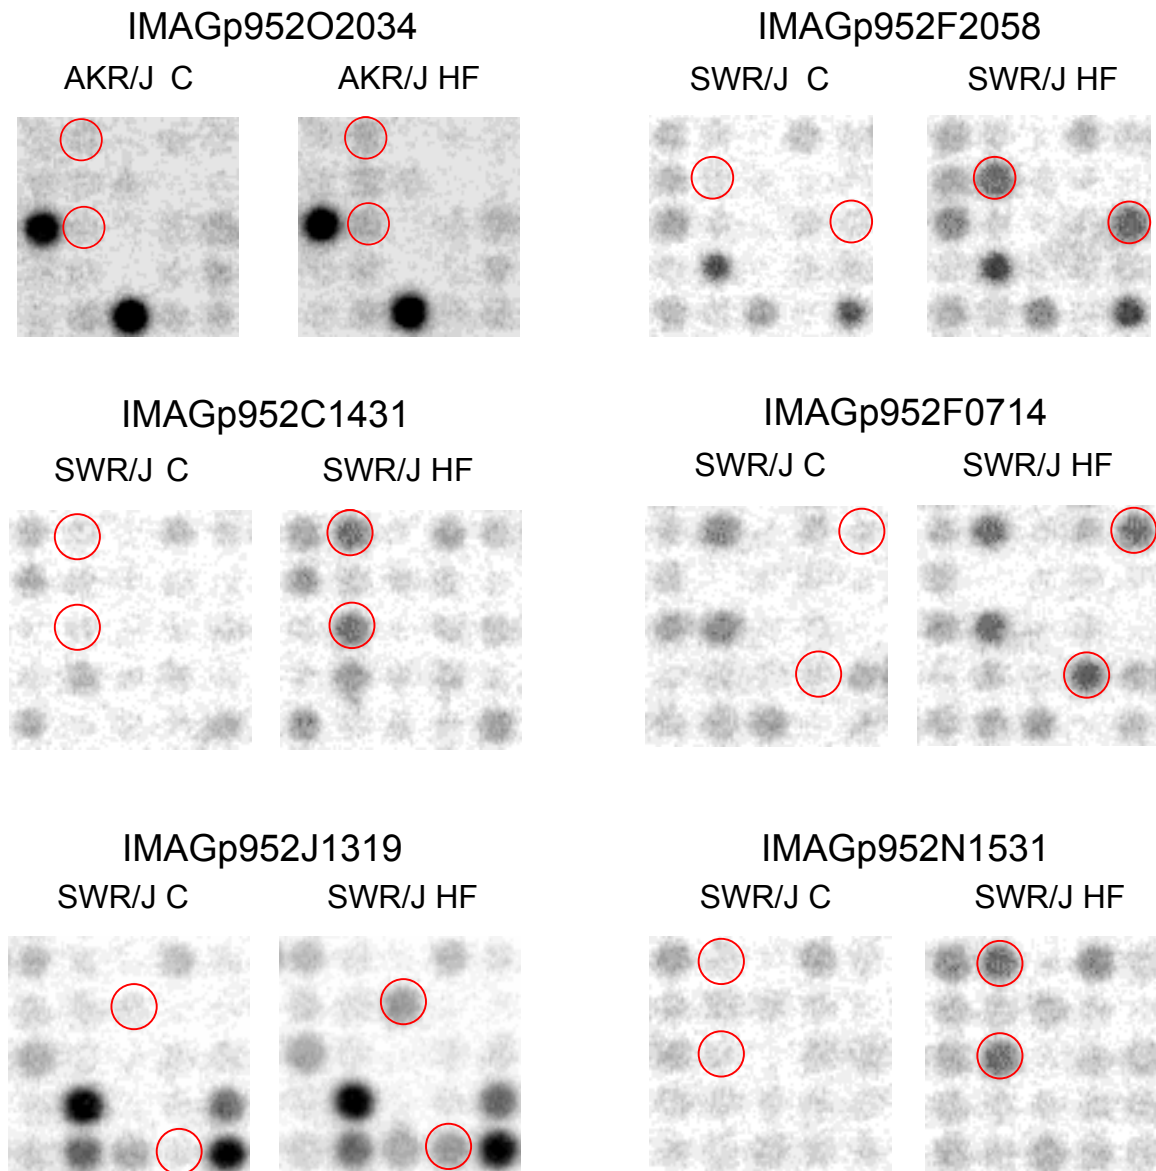 IMAGp952O2034
AKR/J C
AKR/J HF
IMAGp952F2058
SWR/J C
SWR/J HF
IMAGp952C1431
SWR/J C
SWR/J HF
IMAGp952F0714
SWR/J C
SWR/J HF
IMAGp952J1319
SWR/J C
SWR/J HF
IMAGp952N1531
SWR/J C
SWR/J HF